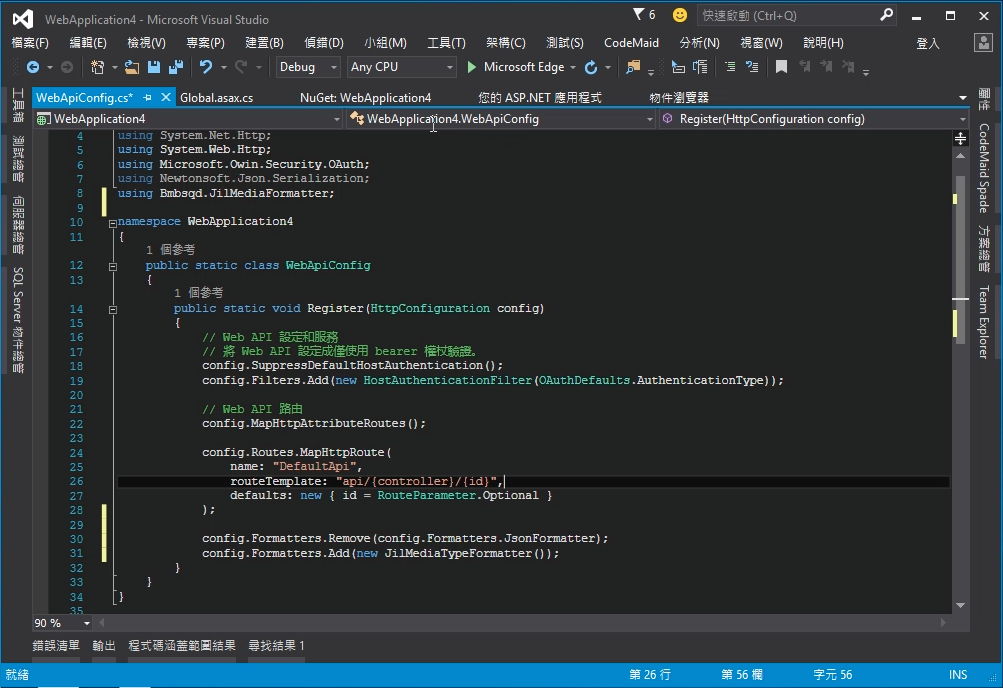 WebApplication4 - Microsoft Visual Studio
6
快速啟動 (Ctrl+Q)
檔案(F) 編輯(E) 檢視(V) 專案(P) 建置(B) 偵錯(D) 小組(M) 工具(T) 架構(C) 測試(S) CodeMaid 分析(N) 視窗(W) 說明(H) 登入
Debug Any CPU Microsoft Edge
WebApiConfig.cs* Global.asax.cs NuGet: WebApplication4 您的 ASP.NET 應用程式 物件瀏覽器
WebApplication4 WebApplication4.WebApiConfig Register(HttpConfiguration config)
工具箱
測試總管
伺服器總管
SQL Server 物件總管
4 using System.Net.Http;
5 using System.Web.Http;
6 using Microsoft.Owin.Security.OAuth;
7 using Newtonsoft.Json.Serialization;
8 using Bmbsqd.JilMediaFormatter;
9
10 namespace WebApplication4
11 {
1 個參考
12 public static class WebApiConfig
13 {
1 個參考
14 public static void Register(HttpConfiguration config)
15 {
16 // Web API 設定和服務
17 // 將 Web API 設定成僅使用 bearer 權杖驗證。
18 config.SuppressDefaultHostAuthentication();
19 config.Filters.Add(new HostAuthenticationFilter(OAuthDefaults.AuthenticationType));
20
21 // Web API 路由
22 config.MapHttpAttributeRoutes();
23
24 config.Routes.MapHttpRoute(
25 name: "DefaultApi",
26 routeTemplate: "api/{controller}/{id}",
27 defaults: new { id = RouteParameter.Optional }
28 );
29
30 config.Formatters.Remove(config.Formatters.JsonFormatter);
31 config.Formatters.Add(new JilMediaTypeFormatter());
32 }
33 }
34 }
35
屬性
CodeMaid Spade
方案總管
Team Explorer
90 %
錯誤清單 輸出 程式碼涵蓋範圍結果 尋找結果 1
就緒 第 26 行 第 56 欄 字元 56 INS